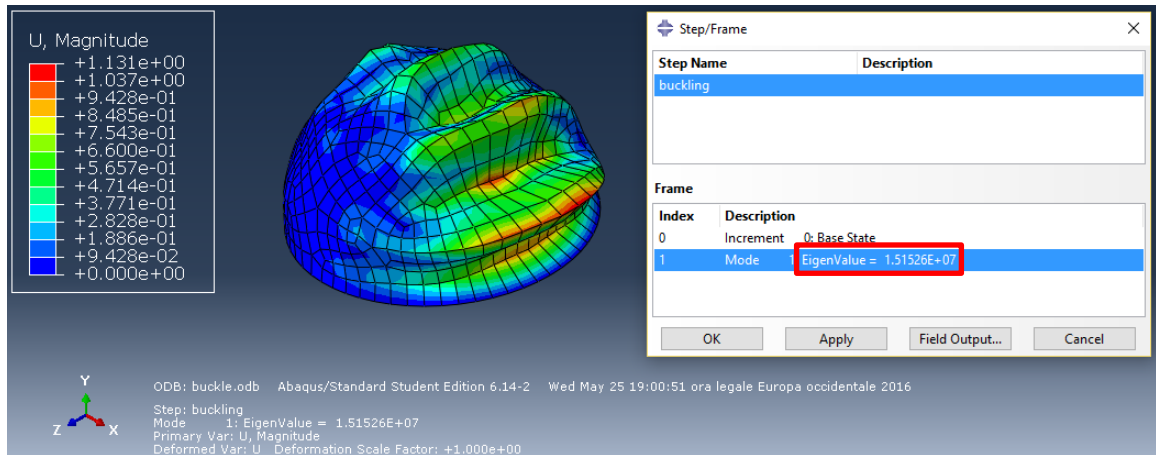 U, Magnitude
+1.131e+00
+1.037e+00
+9.428e-01
+8.485e-01
+7.543e-01
+6.600e-01
+5.657e-01
+4.714e-01
+3.771e-01
+2.828e-01
+1.886e-01
+9.428e-02
+0.000e+00
Step/Frame
Step Name Description
buckling
Frame
Index Description
0 Increment 0: Base State
1 Mode 1 EigenValue = 1.51526E+07
OK Apply Field Output... Cancel
Y
Z X
ODB: buckle.odb Abaqus/Standard Student Edition 6.14-2 Wed May 25 19:00:51 ora legale Europa occidentale 2016
Step: buckling
Mode 1: EigenValue = 1.51526E+07
Primary Var: U, Magnitude
Deformed Var: U Deformation Scale Factor: +1.000e+00